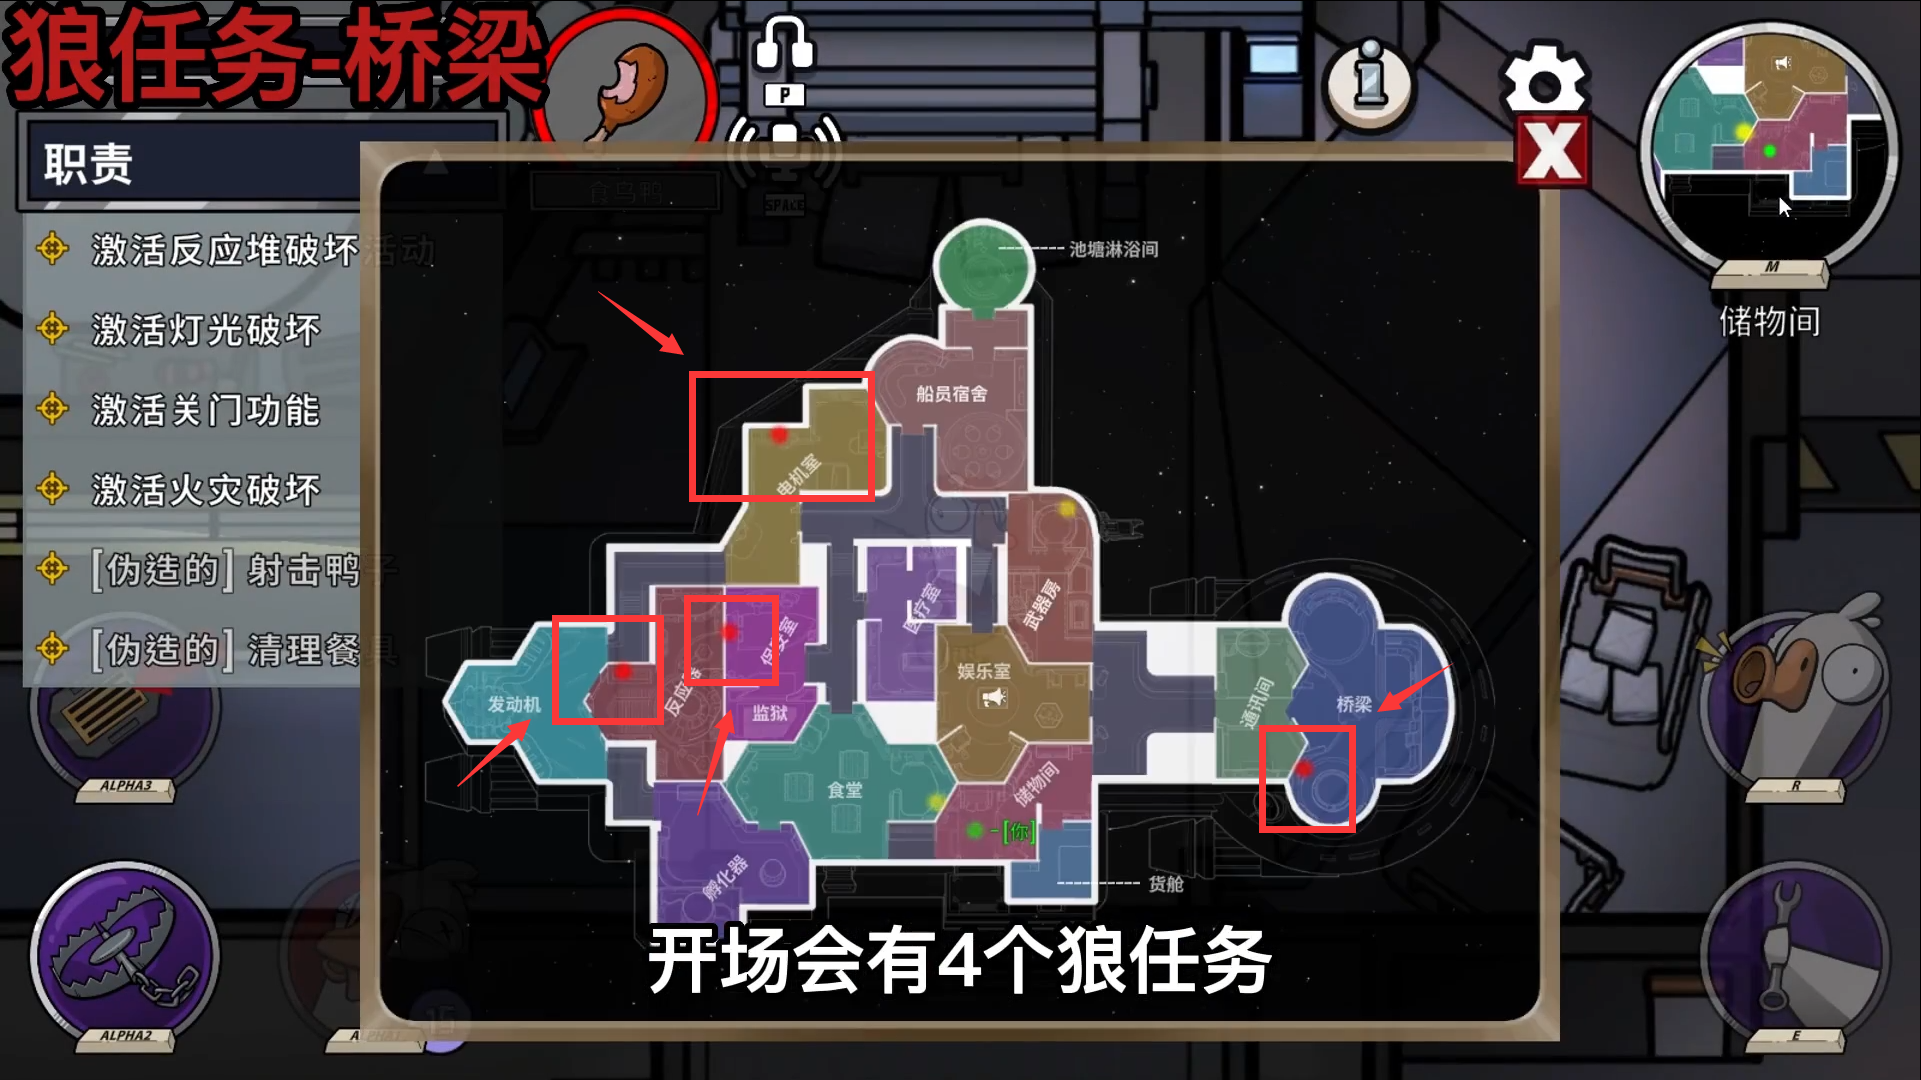 狼任务-桥梁
P
职责
食鸟鸭
SPACE
M
储物间
激活反应堆破坏活动
激活灯光破坏
激活关门功能
激活火灾破坏
[伪造的] 射击鸭子
[伪造的] 清理餐具
池塘淋浴间
船员宿舍
电机室
医疗室
武器房
保安室
娱乐室
发动机
反应堆
监狱
通讯间
桥梁
食堂
储物间
-[你]
孵化器
货舱
ALPHA3
R
开场会有4个狼任务
ALPHA2
15
E